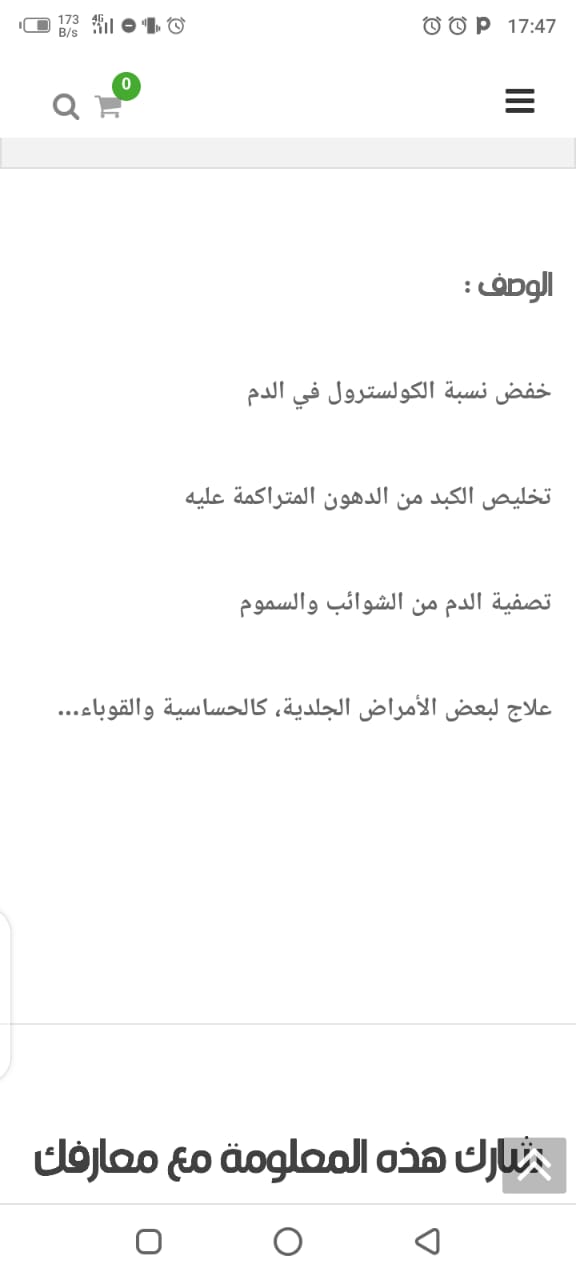 173 B/s 4G 17:47
0
الوصف :
خفض نسبة الكولسترول في الدم
تخليص الكبد من الدهون المتراكمة عليه
تصفية الدم من الشوائب والسموم
علاج لبعض الأمراض الجلدية، كالحساسية والقوباء...
شارك هذه المعلومة مع معارفك